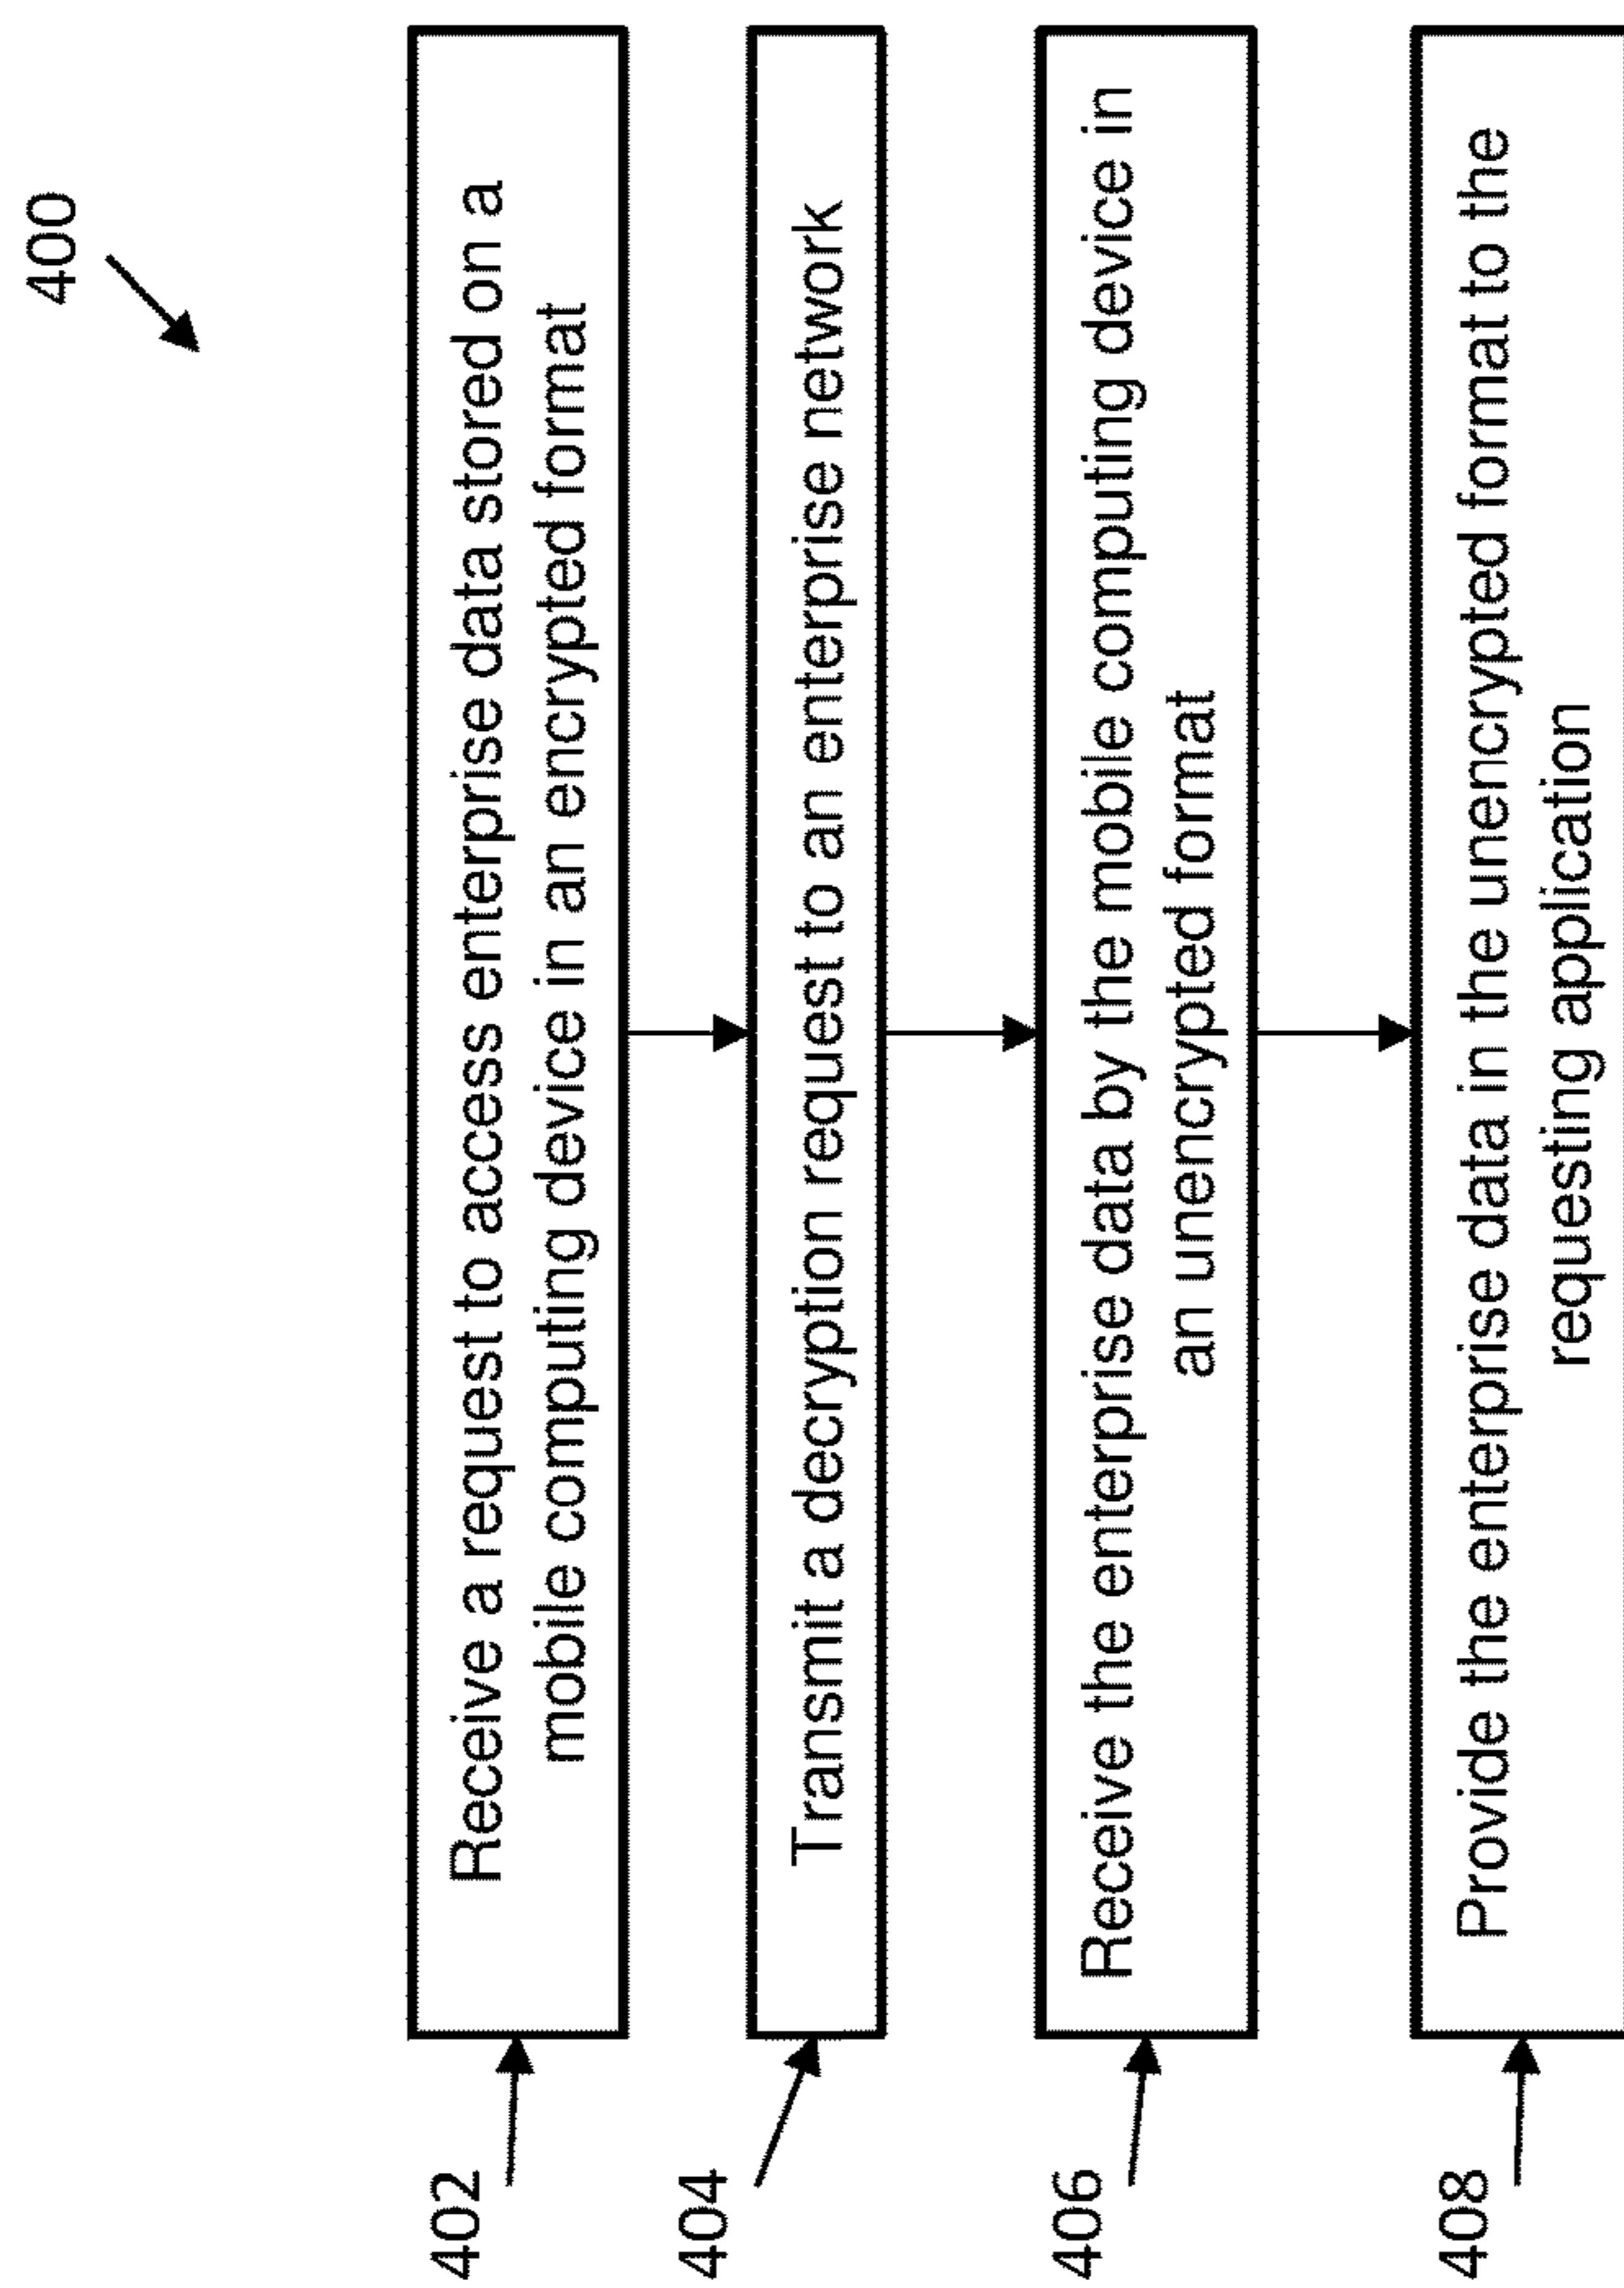 400
402
Receive a request to access enterprise data stored on a
mobile computing device in an encrypted format
404
Transmit a decryption request to an enterprise network
406
Receive the enterprise data by the mobile computing device in
an unencrypted format
408
Provide the enterprise data in the unencrypted format to the
requesting application